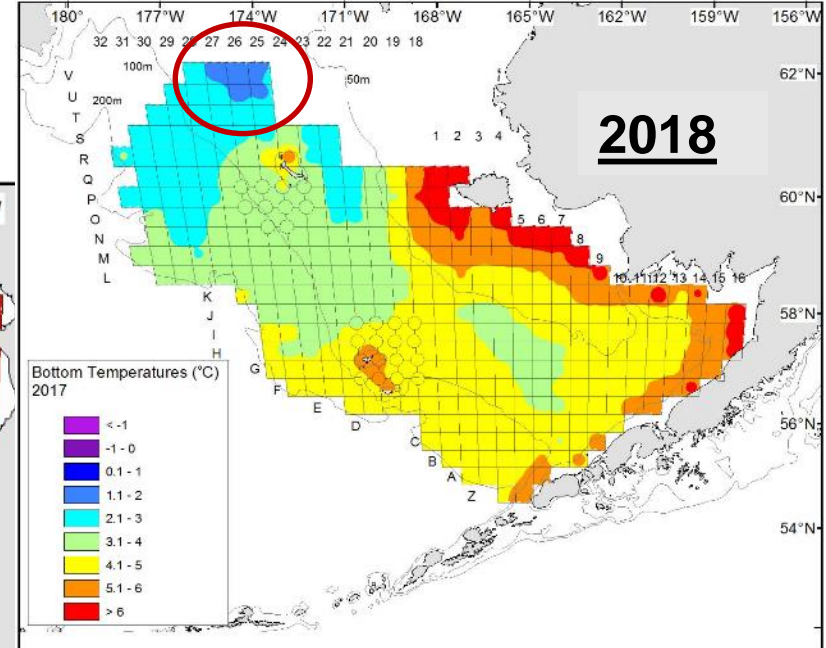 180° 177°W 174°W 171°W 168°W 165°W 162°W 159°W 156°W
32 31 30 29 28 27 26 25 24 23 22 21 20 19 18
100m
50m
62°N
V
U
200m
T
S
1 2 3 4
2018
R
Q
60°N
P
O
5 6 7
N
8
M
9
L
10 11 12 13 14 15 16
K
58°N
J
I
H
G
F
E
D
56°N
C
B
A
Z
54°N
Bottom Temperatures (°C)
2017
< -1
-1 - 0
0.1 - 1
1.1 - 2
2.1 - 3
3.1 - 4
4.1 - 5
5.1 - 6
> 6